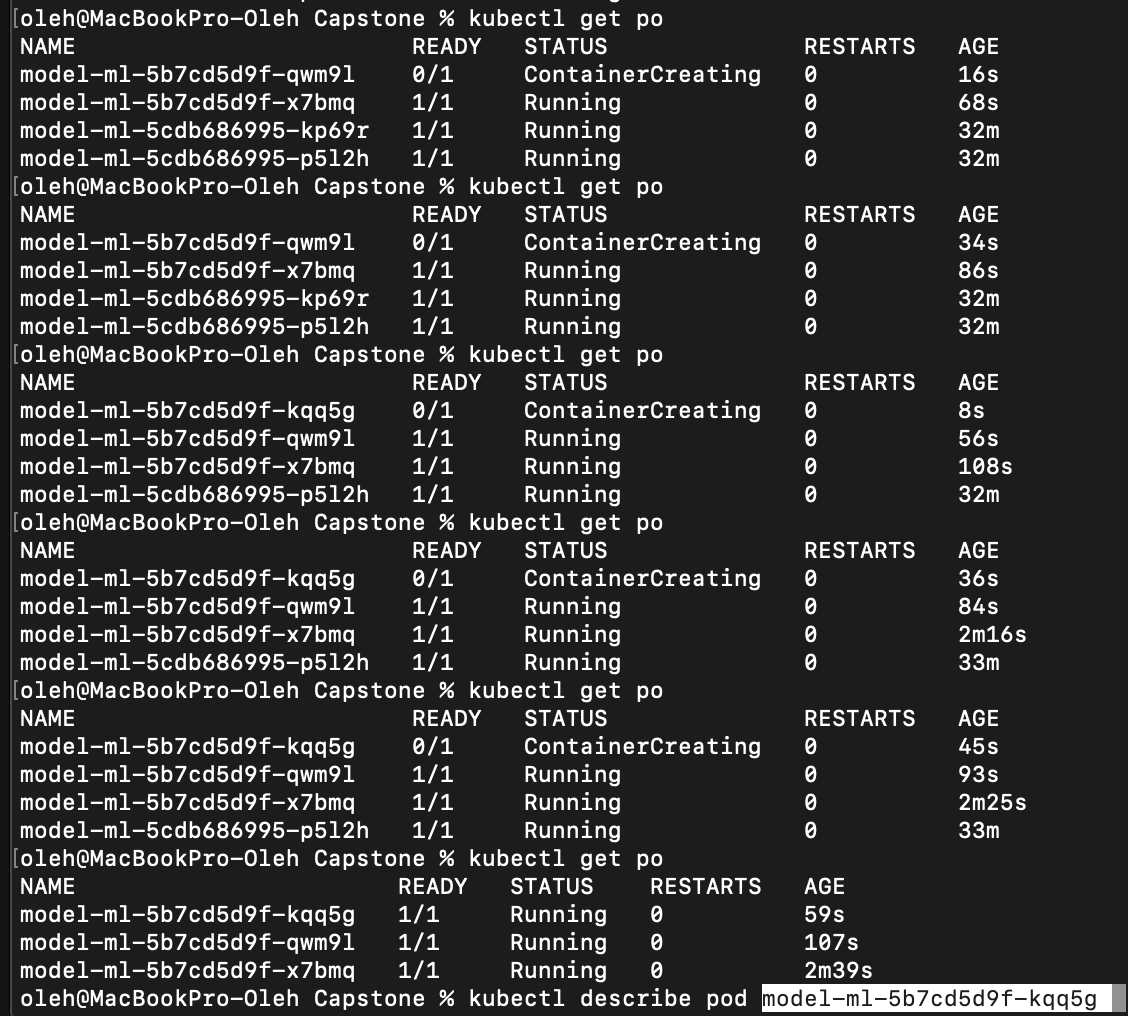 [oleh@MacBookPro-Oleh Capstone % kubectl get po
NAME READY STATUS RESTARTS AGE
model-ml-5b7cd5d9f-qwm9l 0/1 ContainerCreating 0 16s
model-ml-5b7cd5d9f-x7bmq 1/1 Running 0 68s
model-ml-5cdb686995-kp69r 1/1 Running 0 32m
model-ml-5cdb686995-p5l2h 1/1 Running 0 32m
[oleh@MacBookPro-Oleh Capstone % kubectl get po
NAME READY STATUS RESTARTS AGE
model-ml-5b7cd5d9f-qwm9l 0/1 ContainerCreating 0 34s
model-ml-5b7cd5d9f-x7bmq 1/1 Running 0 86s
model-ml-5cdb686995-kp69r 1/1 Running 0 32m
model-ml-5cdb686995-p5l2h 1/1 Running 0 32m
[oleh@MacBookPro-Oleh Capstone % kubectl get po
NAME READY STATUS RESTARTS AGE
model-ml-5b7cd5d9f-kqq5g 0/1 ContainerCreating 0 8s
model-ml-5b7cd5d9f-qwm9l 1/1 Running 0 56s
model-ml-5b7cd5d9f-x7bmq 1/1 Running 0 108s
model-ml-5cdb686995-p5l2h 1/1 Running 0 32m
[oleh@MacBookPro-Oleh Capstone % kubectl get po
NAME READY STATUS RESTARTS AGE
model-ml-5b7cd5d9f-kqq5g 0/1 ContainerCreating 0 36s
model-ml-5b7cd5d9f-qwm9l 1/1 Running 0 84s
model-ml-5b7cd5d9f-x7bmq 1/1 Running 0 2m16s
model-ml-5cdb686995-p5l2h 1/1 Running 0 33m
[oleh@MacBookPro-Oleh Capstone % kubectl get po
NAME READY STATUS RESTARTS AGE
model-ml-5b7cd5d9f-kqq5g 0/1 ContainerCreating 0 45s
model-ml-5b7cd5d9f-qwm9l 1/1 Running 0 93s
model-ml-5b7cd5d9f-x7bmq 1/1 Running 0 2m25s
model-ml-5cdb686995-p5l2h 1/1 Running 0 33m
[oleh@MacBookPro-Oleh Capstone % kubectl get po
NAME READY STATUS RESTARTS AGE
model-ml-5b7cd5d9f-kqq5g 1/1 Running 0 59s
model-ml-5b7cd5d9f-qwm9l 1/1 Running 0 107s
model-ml-5b7cd5d9f-x7bmq 1/1 Running 0 2m39s
oleh@MacBookPro-Oleh Capstone % kubectl describe pod model-ml-5b7cd5d9f-kqq5g